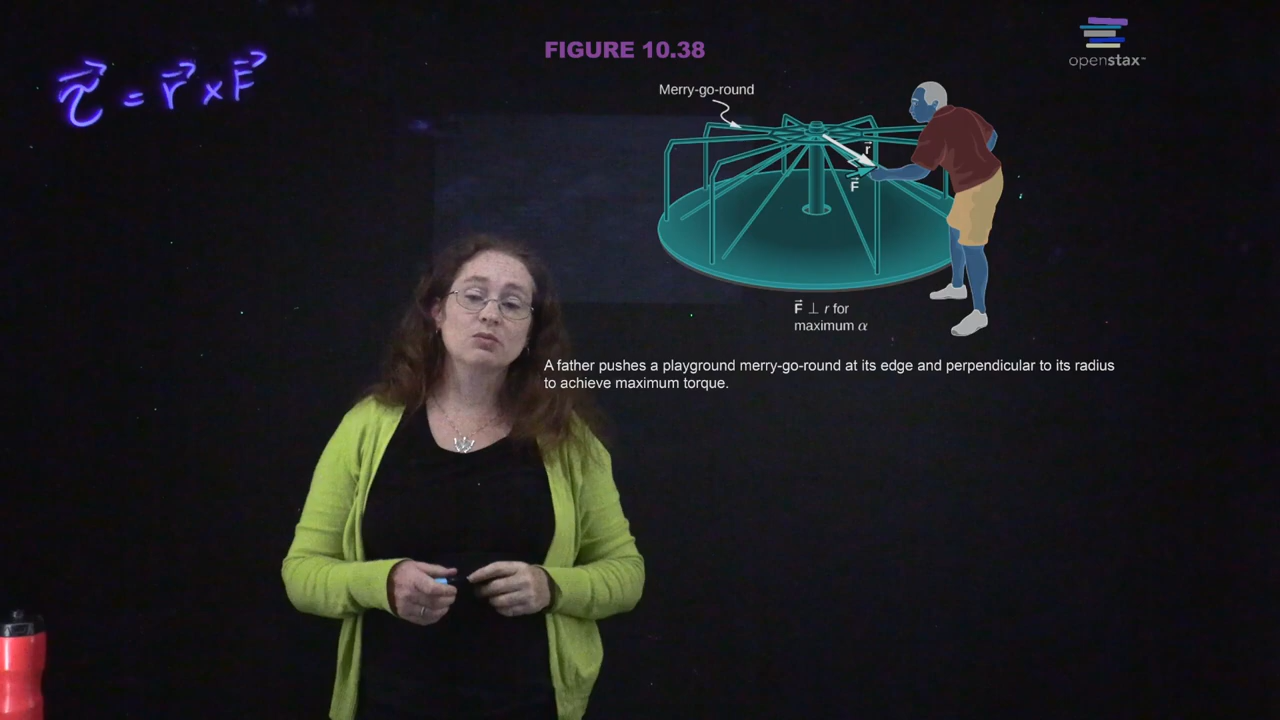 τ⃗ = r⃗ × F⃗
FIGURE 10.38
openstax™
Merry-go-round
r⃗
F⃗
F⃗ ⊥ r for
maximum α
A father pushes a playground merry-go-round at its edge and perpendicular to its radius
to achieve maximum torque.